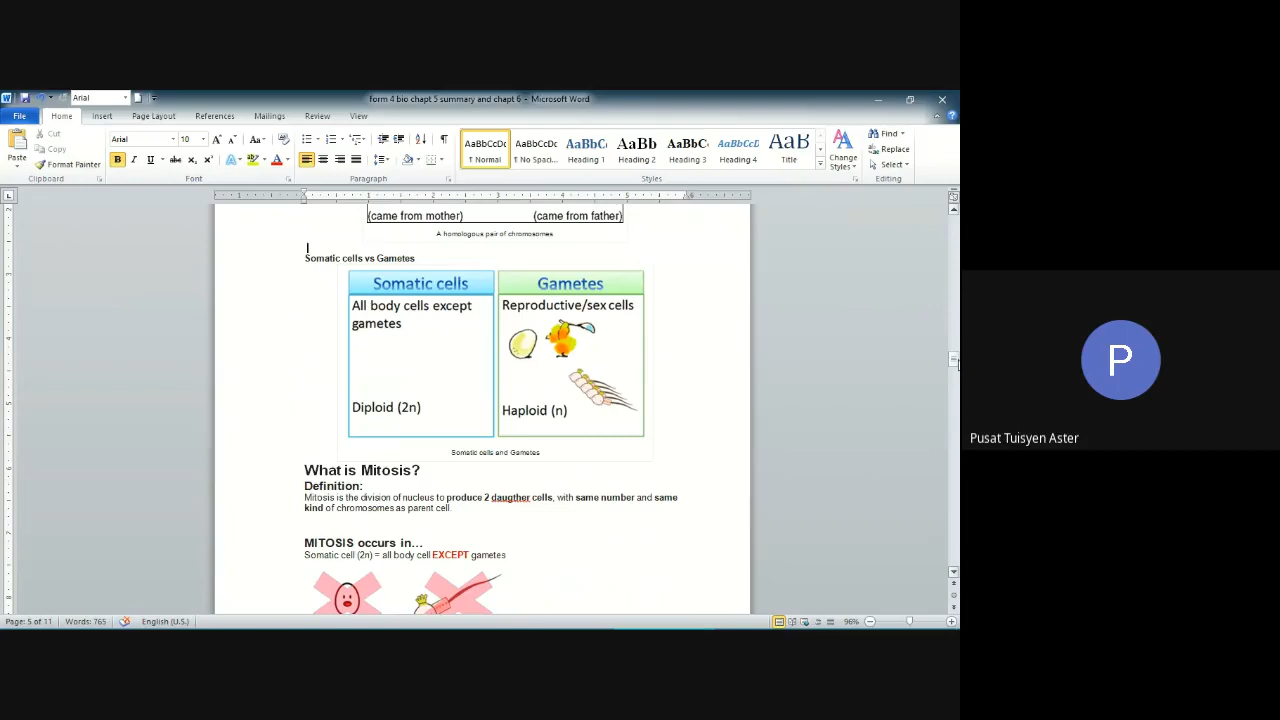 form 4 bio chapt 5 summary and chapt 6 - Microsoft Word
Arial
File Home Insert Page Layout References Mailings Review View
Paste
Cut
Copy
Format Painter
Clipboard
Arial 10
B I U abc X₂ X²
Font
Paragraph
AaBbCcDc AaBbCcDc AaBbC AaBb AaBbC AaBbCcD AaB
¶ Normal ¶ No Spac... Heading 1 Heading 2 Heading 3 Heading 4 Title
Styles
Change Styles
Find
Replace
Select
Editing
(came from mother) (came from father)
A homologous pair of chromosomes
Somatic cells vs Gametes
Somatic cells Gametes
All body cells except Reproductive/sex cells
gametes
Diploid (2n) Haploid (n)
Somatic cells and Gametes
What is Mitosis?
Definition:
Mitosis is the division of nucleus to produce 2 daugther cells, with same number and same
kind of chromosomes as parent cell.
MITOSIS occurs in...
Somatic cell (2n) = all body cell EXCEPT gametes
Page: 5 of 11 Words: 765 English (U.S.) 96%
P
Pusat Tuisyen Aster